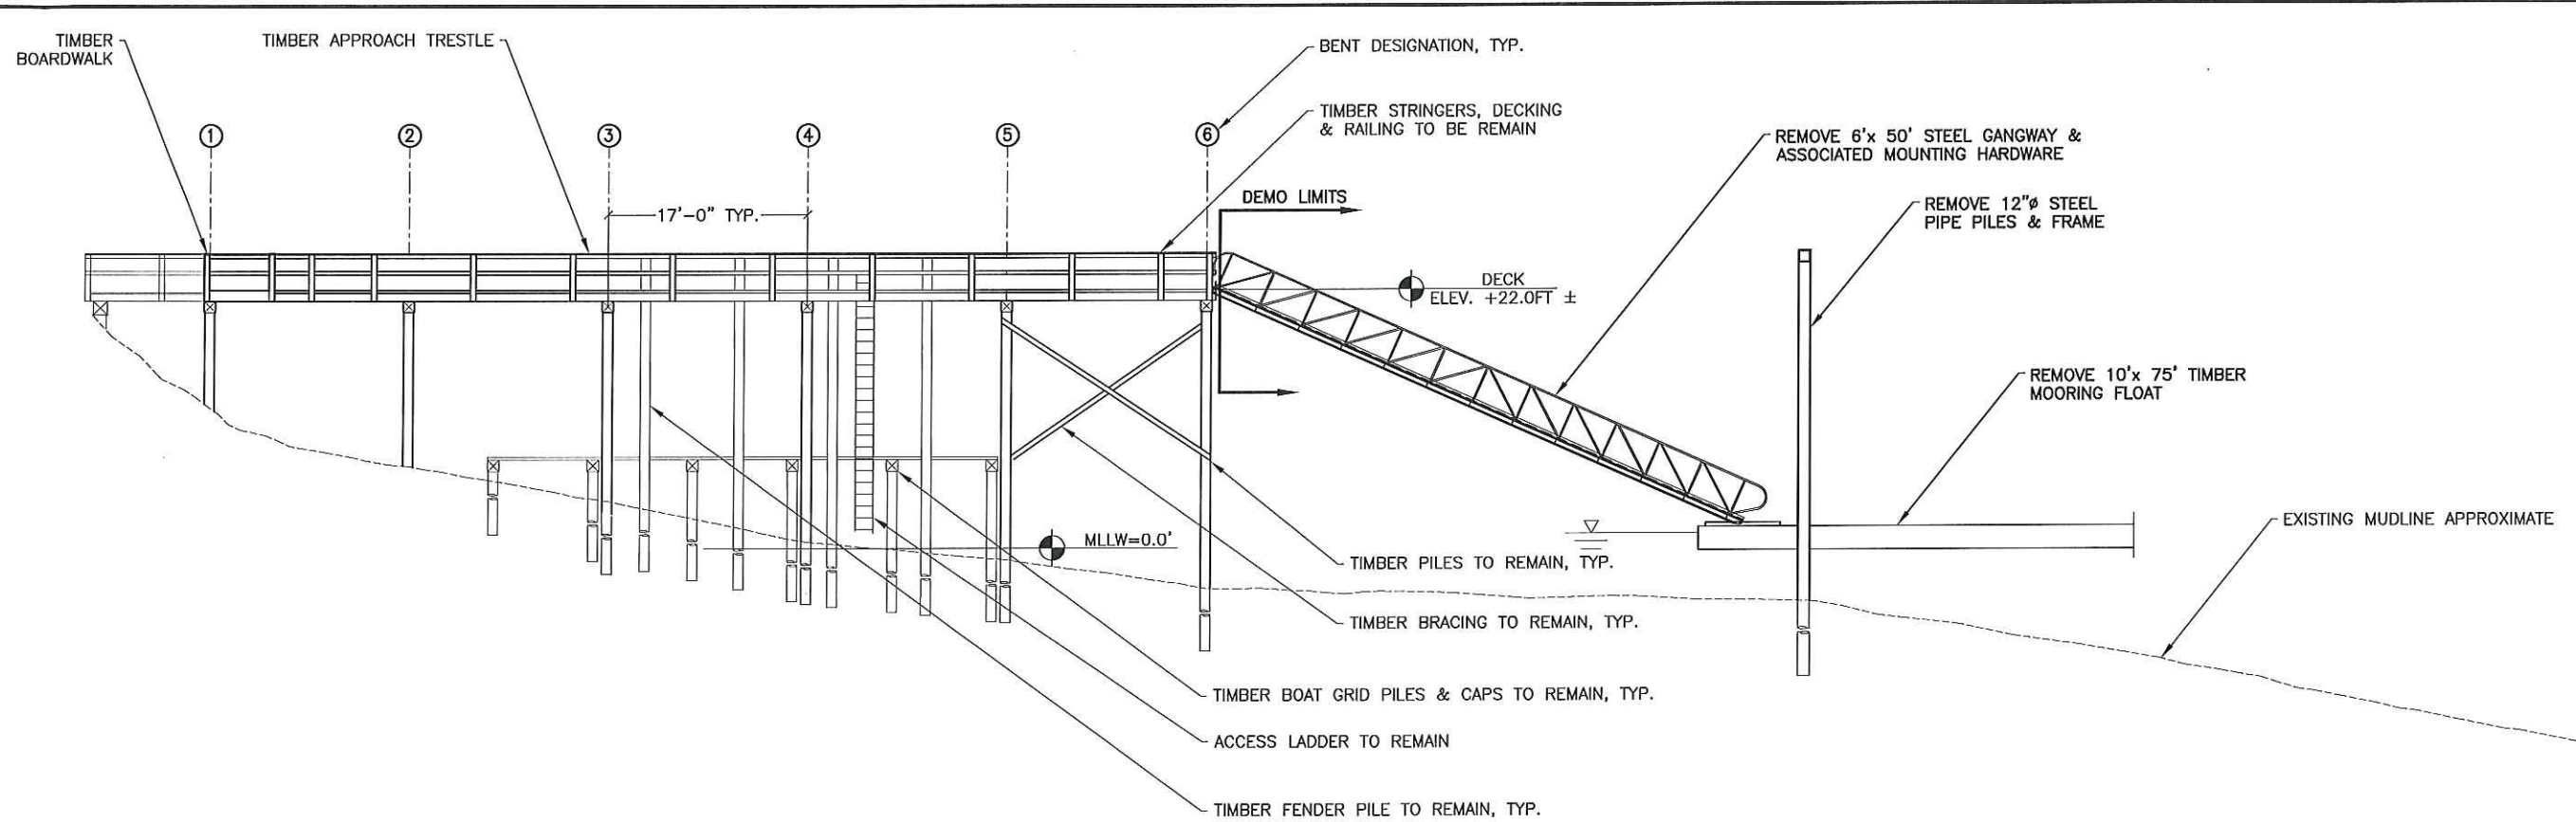 TIMBER
BOARDWALK
TIMBER APPROACH TRESTLE
BENT DESIGNATION, TYP.
TIMBER STRINGERS, DECKING
& RAILING TO BE REMAIN
1
2
3
4
5
6
REMOVE 6'x 50' STEEL GANGWAY &
ASSOCIATED MOUNTING HARDWARE
DEMO LIMITS
17'-0" TYP.
REMOVE 12"ø STEEL
PIPE PILES & FRAME
DECK
ELEV. +22.0FT ±
REMOVE 10'x 75' TIMBER
MOORING FLOAT
EXISTING MUDLINE APPROXIMATE
MLLW=0.0'
TIMBER PILES TO REMAIN, TYP.
TIMBER BRACING TO REMAIN, TYP.
TIMBER BOAT GRID PILES & CAPS TO REMAIN, TYP.
ACCESS LADDER TO REMAIN
TIMBER FENDER PILE TO REMAIN, TYP.